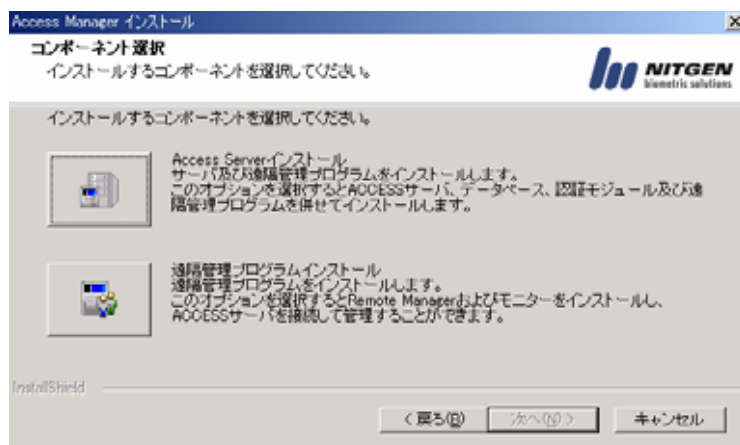 Access Manager インストール
コンポーネント選択
インストールするコンポーネントを選択してください。
NITGEN
biometric solutions
インストールするコンポーネントを選択してください。
Access Serverインストール
サーバ及び遠隔管理プログラムをインストールします。
このオプションを選択するとACCESSサーバ、データベース、認証モジュール及び遠
隔管理プログラムを併せてインストールします。
遠隔管理プログラムインストール
遠隔管理プログラムをインストールします。
このオプションを選択するとRemote Managerおよびモニターをインストールし、
ACCESSサーバを接続して管理することができます。
InstallShield
< 戻る(B)
次へ(N) >
キャンセル